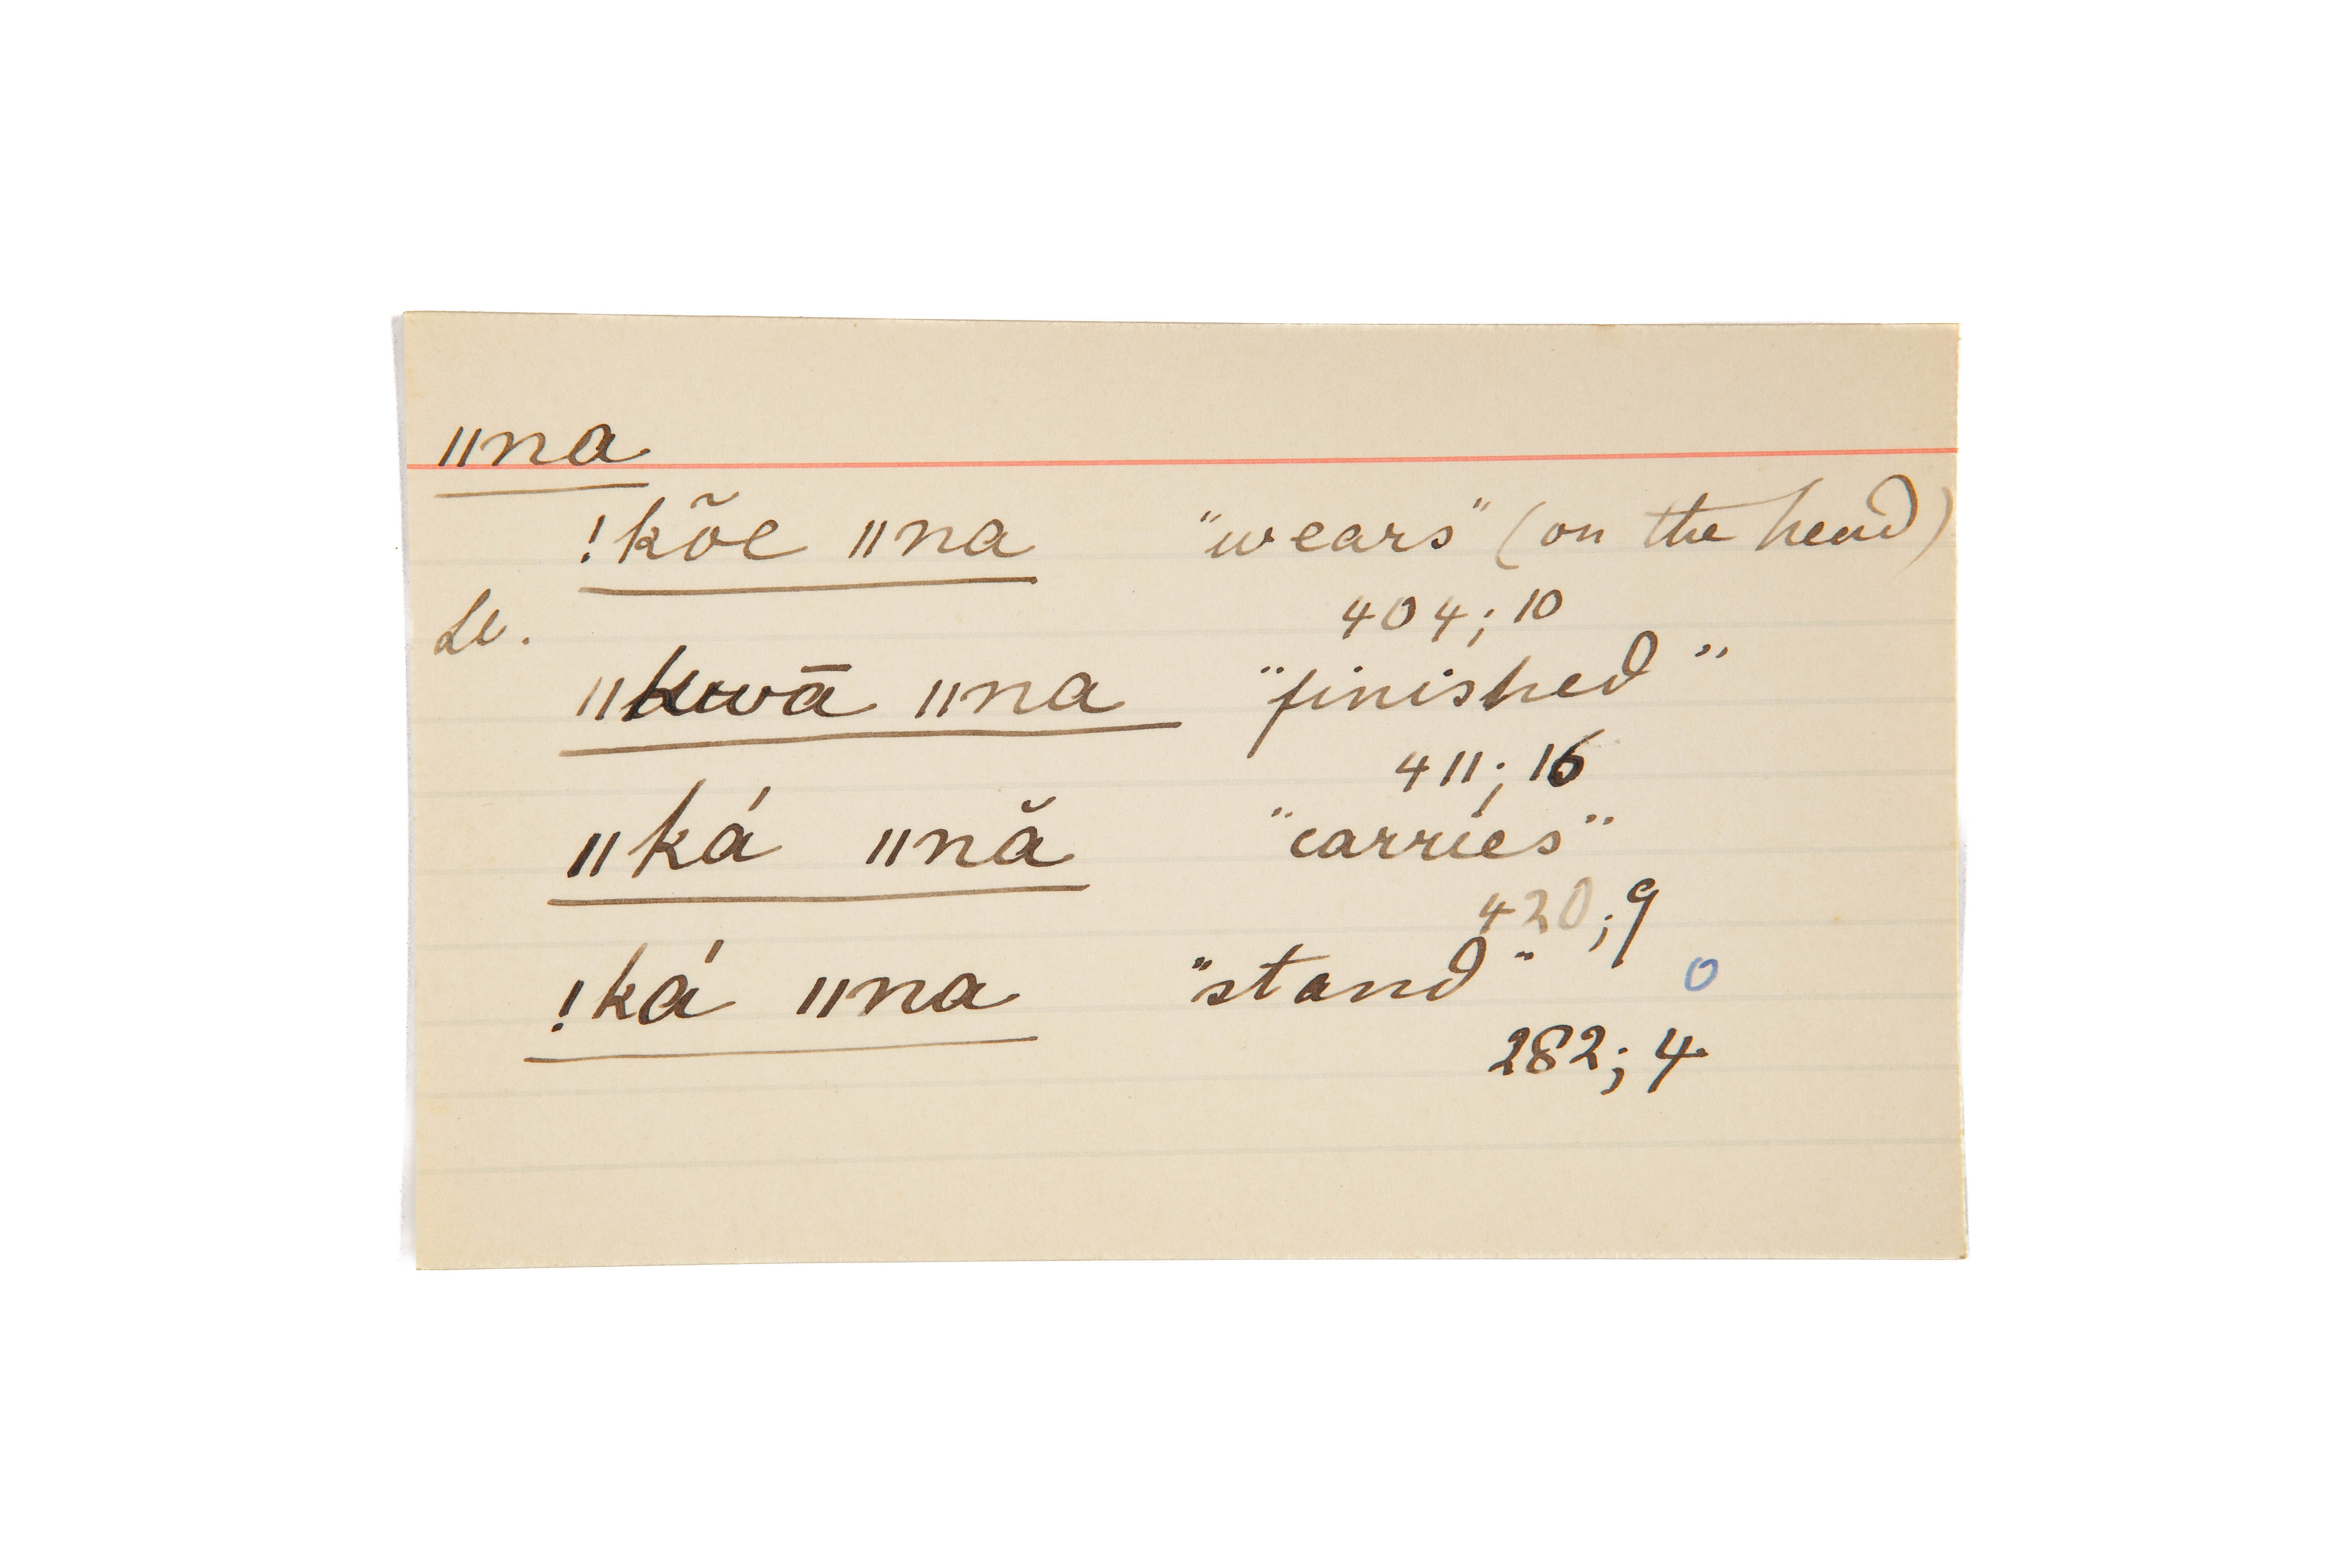 ǁna
!kõe ǁna "wears" (on the head)
404; 10
Ll.
ǁkwā ǁna "finished"
411; 16
ǁká ǁnă "carries"
420; 9
!ká ǁna "stand" 0
282; 4